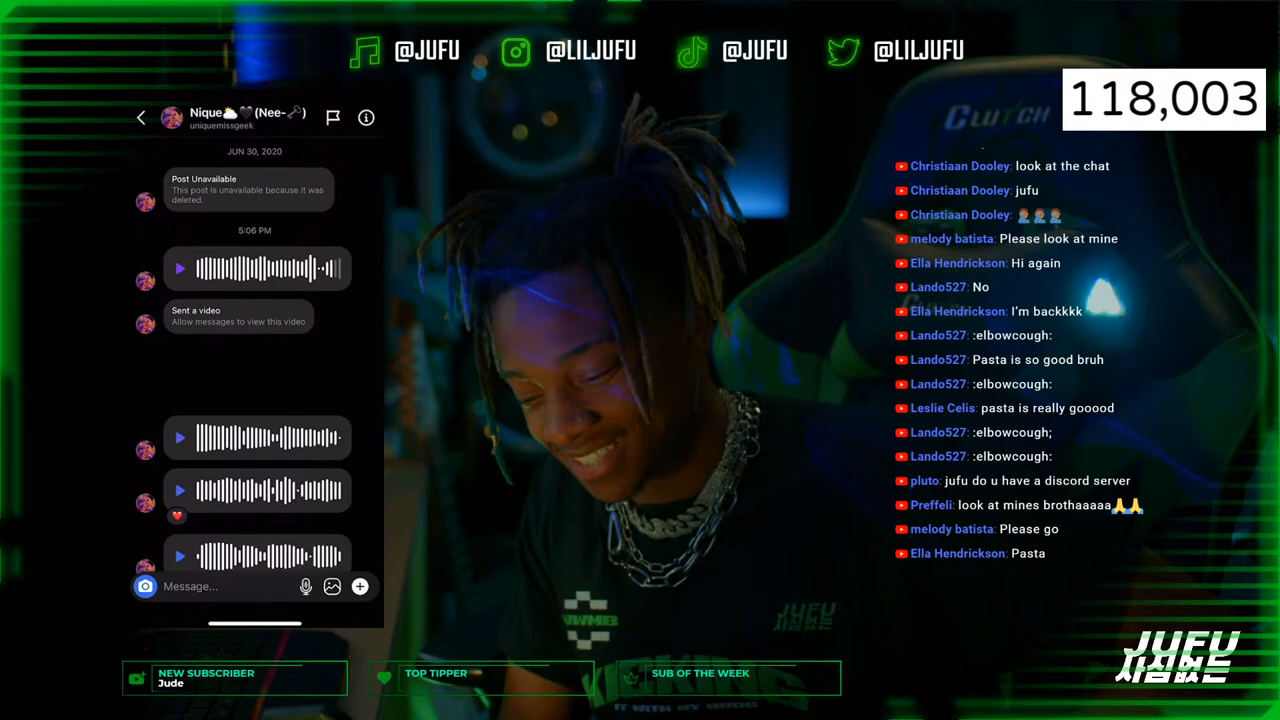 @JUFU
@LILJUFU
@JUFU
@LILJUFU
118,003
CLUTCH
Nique🌥️🖤(Nee-🗝️)
uniquemissgeek
JUN 30, 2020
Post Unavailable
This post is unavailable because it was
deleted.
5:06 PM
Sent a video
Allow messages to view this video
Message...
Christiaan Dooley: look at the chat
Christiaan Dooley: jufu
Christiaan Dooley: 🤦🏽‍♂️🤦🏽‍♂️🤦🏽‍♂️
melody batista: Please look at mine
Ella Hendrickson: Hi again
Lando527: No
Ella Hendrickson: I'm backkkk
Lando527: :elbowcough:
Lando527: Pasta is so good bruh
Lando527: :elbowcough:
Leslie Celis: pasta is really gooood
Lando527: :elbowcough;
Lando527: :elbowcough:
pluto: jufu do u have a discord server
Preffeli: look at mines brothaaaaa🙏🙏
melody batista: Please go
Ella Hendrickson: Pasta
JUFU
NEW SUBSCRIBER
Jude
TOP TIPPER
SUB OF THE WEEK
JUFU
자심없는